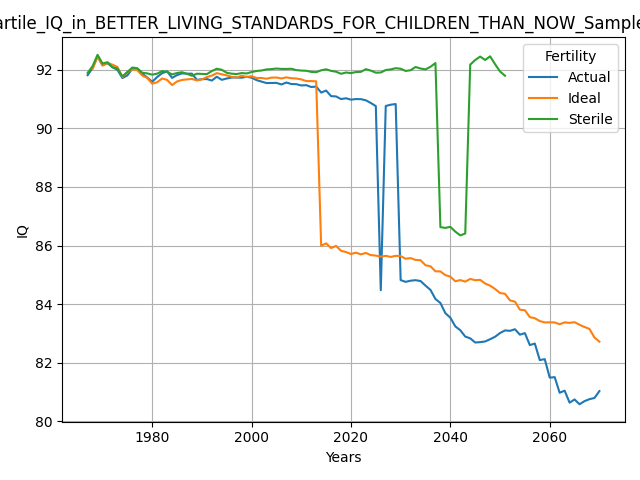 artile_IQ_in_BETTER_LIVING_STANDARDS_FOR_CHILDREN_THAN_NOW_Sample
Fertility
Actual
Ideal
Sterile
IQ
92
90
88
86
84
82
80
1980
2000
2020
2040
2060
Years